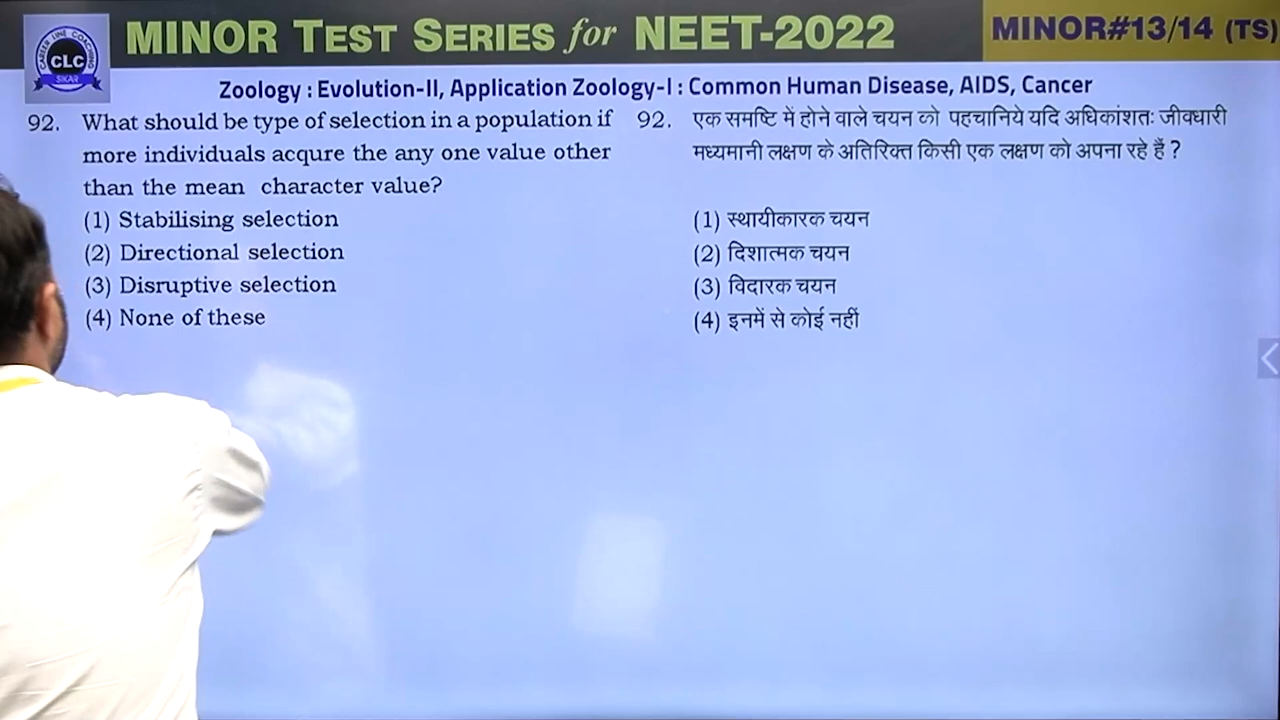 CAREER LINE COACHING
CLC
SIKAR
MINOR TEST SERIES for NEET-2022
MINOR#13/14 (TS)
Zoology : Evolution-II, Application Zoology-I : Common Human Disease, AIDS, Cancer
92. What should be type of selection in a population if
more individuals acqure the any one value other
than the mean character value?
(1) Stabilising selection
(2) Directional selection
(3) Disruptive selection
(4) None of these
92. एक समष्टि में होने वाले चयन को पहचानिये यदि अधिकांशतः जीवधारी
मध्यमानी लक्षण के अतिरिक्त किसी एक लक्षण को अपना रहे हैं ?
(1) स्थायीकारक चयन
(2) दिशात्मक चयन
(3) विदारक चयन
(4) इनमें से कोई नहीं